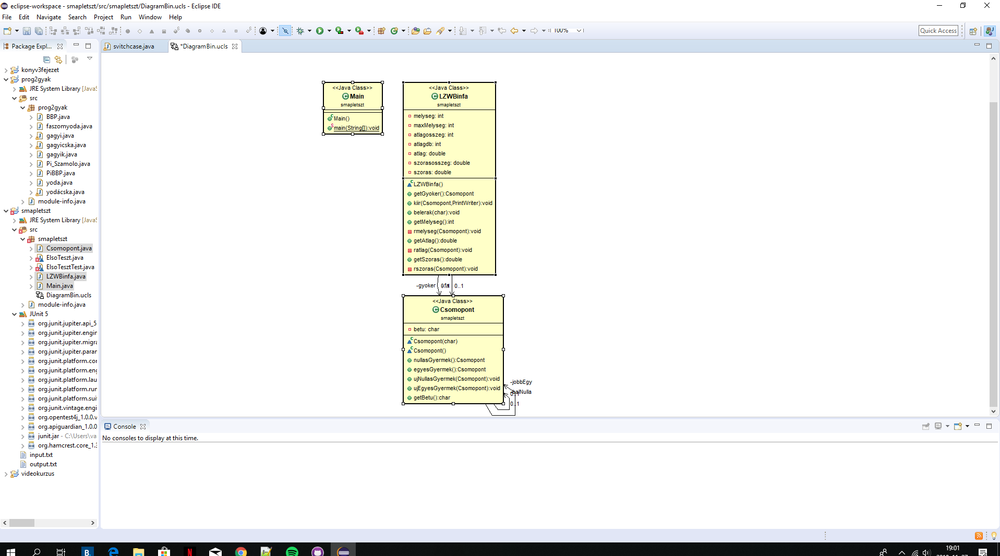 eclipse-workspace - smapletszt/src/smapletszt/DiagramBin.ucls - Eclipse IDE
File Edit Navigate Search Project Run Window Help
100%
Quick Access
Package Expl...
svitchcase.java
*DiagramBin.ucls
konyv3fejezet
prog2gyak
JRE System Library [JavaS
src
prog2gyak
BBP.java
faszomyoda.java
gagyi.java
gagyicska.java
gagyik.java
Pi_Szamolo.java
PiBBP.java
yoda.java
yodácska.java
module-info.java
smapletszt
JRE System Library [JavaS
src
smapletszt
Csomopont.java
ElsoTeszt.java
ElsoTesztTest.java
LZWBinfa.java
Main.java
DiagramBin.ucls
module-info.java
JUnit 5
org.junit.jupiter.api_5
org.junit.jupiter.engin
org.junit.jupiter.migra
org.junit.jupiter.paran
org.junit.platform.cor
org.junit.platform.eng
org.junit.platform.lau
org.junit.platform.run
org.junit.platform.suit
org.junit.vintage.engi
org.opentest4j_1.0.0.v
org.apiguardian_1.0.0
junit.jar - C:\Users\va
org.hamcrest.core_1.3
input.txt
output.txt
videokurzus
<<Java Class>>
Main
smapletszt
Main()
main(String[]):void
<<Java Class>>
LZWBinfa
smapletszt
melyseg: int
maxMelyseg: int
atlagosszeg: int
atlagdb: int
atlag: double
szorasosszeg: double
szoras: double
LZWBinfa()
getGyoker():Csomopont
kiir(Csomopont,PrintWriter):void
belerak(char):void
getMelyseg():int
rmelyseg(Csomopont):void
getAtlag():double
ratlag(Csomopont):void
getSzoras():double
rszoras(Csomopont):void
-gyoker 0..1 -fa 0..1
<<Java Class>>
Csomopont
smapletszt
betu: char
Csomopont(char)
Csomopont()
nullasGyermek():Csomopont
egyesGyermek():Csomopont
ujNullasGyermek(Csomopont):void
ujEgyesGyermek(Csomopont):void
getBetu():char
-jobbEgy
-balNulla
0..1
0..1
Console
No consoles to display at this time.
B.
N
19:01